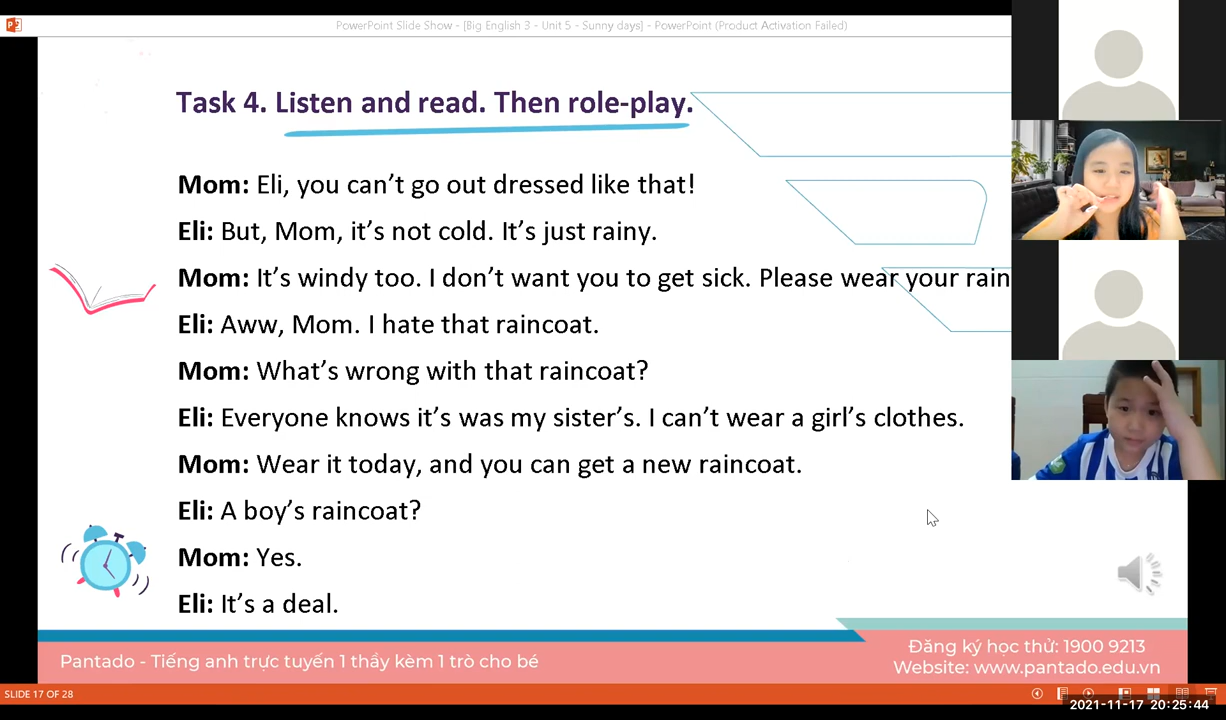 PowerPoint Slide Show - [Big English 3 - Unit 5 - Sunny days] - PowerPoint (Product Activation Failed)
Task 4. Listen and read. Then role-play.
Mom: Eli, you can't go out dressed like that!
Eli: But, Mom, it's not cold. It's just rainy.
Mom: It's windy too. I don't want you to get sick. Please wear your rain
Eli: Aww, Mom. I hate that raincoat.
Mom: What's wrong with that raincoat?
Eli: Everyone knows it's was my sister's. I can't wear a girl's clothes.
Mom: Wear it today, and you can get a new raincoat.
Eli: A boy's raincoat?
Mom: Yes.
Eli: It's a deal.
Pantado - Tiếng anh trực tuyến 1 thầy kèm 1 trò cho bé
Đăng ký học thử: 1900 9213
Website: www.pantado.edu.vn
SLIDE 17 OF 28
2021-11-17 20:25:44